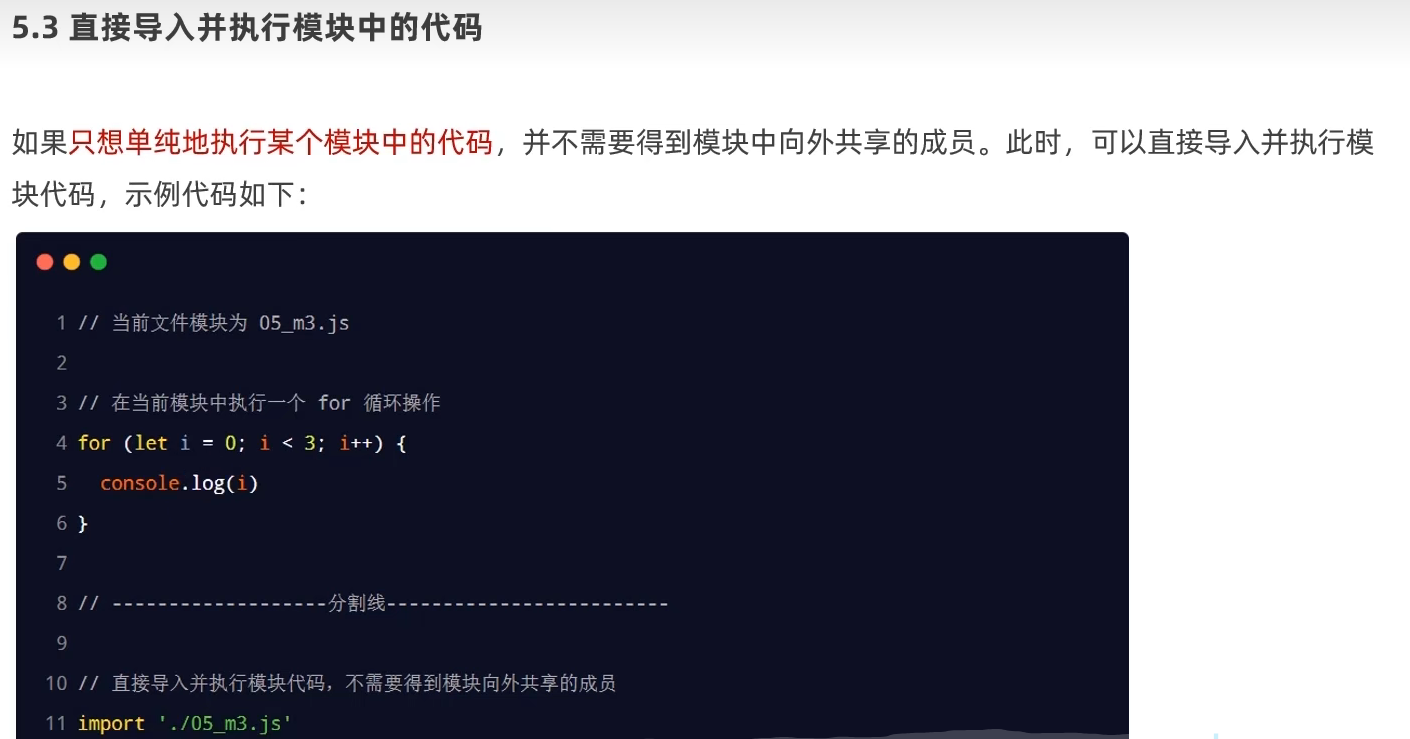 5.3 直接导入并执行模块中的代码
如果只想单纯地执行某个模块中的代码，并不需要得到模块中向外共享的成员。此时，可以直接导入并执行模
块代码，示例代码如下：
1 // 当前文件模块为 05_m3.js
2
3 // 在当前模块中执行一个 for 循环操作
4 for (let i = 0; i < 3; i++) {
5   console.log(i)
6 }
7
8 // -------------------分割线-------------------------
9
10 // 直接导入并执行模块代码，不需要得到模块向外共享的成员
11 import './05_m3.js'